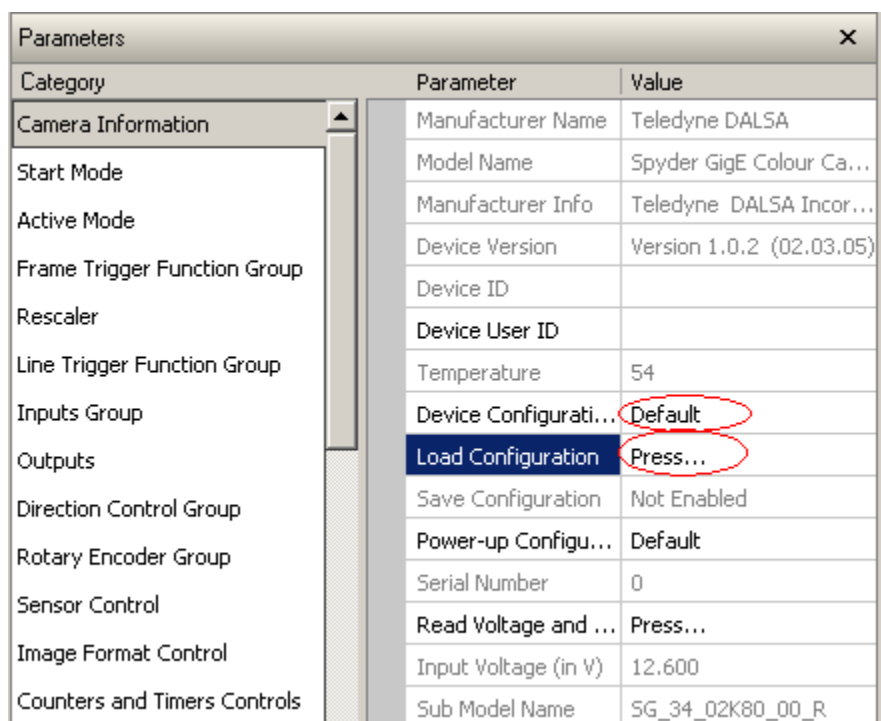 Parameters
Category
Camera Information
Start Mode
Active Mode
Frame Trigger Function Group
Rescaler
Line Trigger Function Group
Inputs Group
Outputs
Direction Control Group
Rotary Encoder Group
Sensor Control
Image Format Control
Counters and Timers Controls
Parameter Value
Manufacturer Name Teledyne DALSA
Model Name Spyder GigE Colour Ca...
Manufacturer Info Teledyne DALSA Incor...
Device Version Version 1.0.2 (02.03.05)
Device ID
Device User ID
Temperature 54
Device Configurati... Default
Load Configuration Press...
Save Configuration Not Enabled
Power-up Configu... Default
Serial Number 0
Read Voltage and ... Press...
Input Voltage (in V) 12.600
Sub Model Name SG_34_02K80_00_R